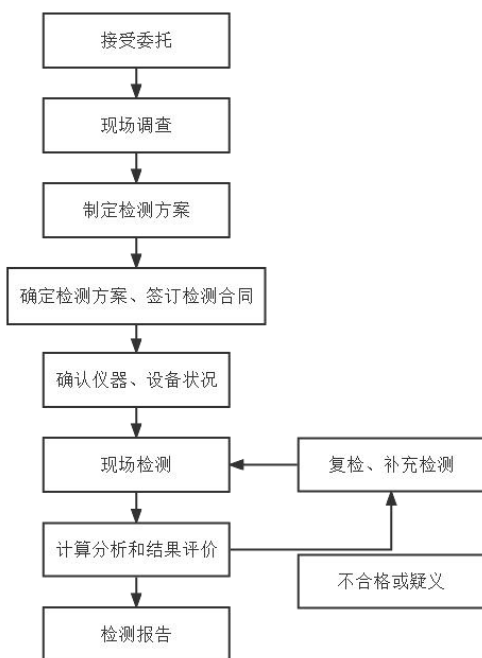 接受委托
现场调查
制定检测方案
确定检测方案、签订检测合同
确认仪器、设备状况
现场检测
复检、补充检测
计算分析和结果评价
不合格或疑义
检测报告